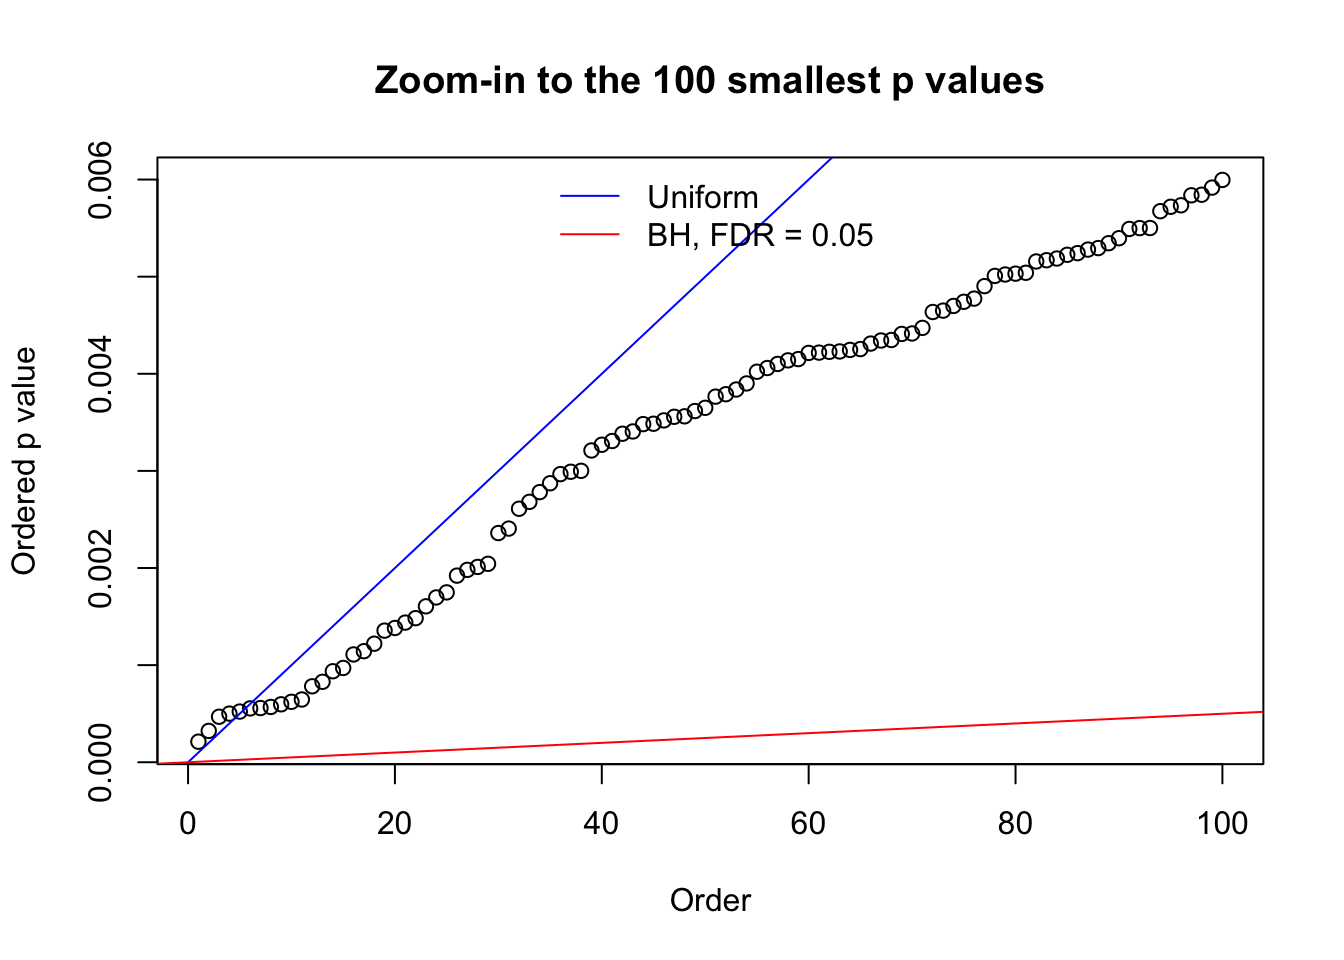 Zoom-in to the 100 smallest p values
Uniform
BH, FDR = 0.05
Ordered p value
0.006
0.004
0.002
0.000
0 20 40 60 80 100
Order